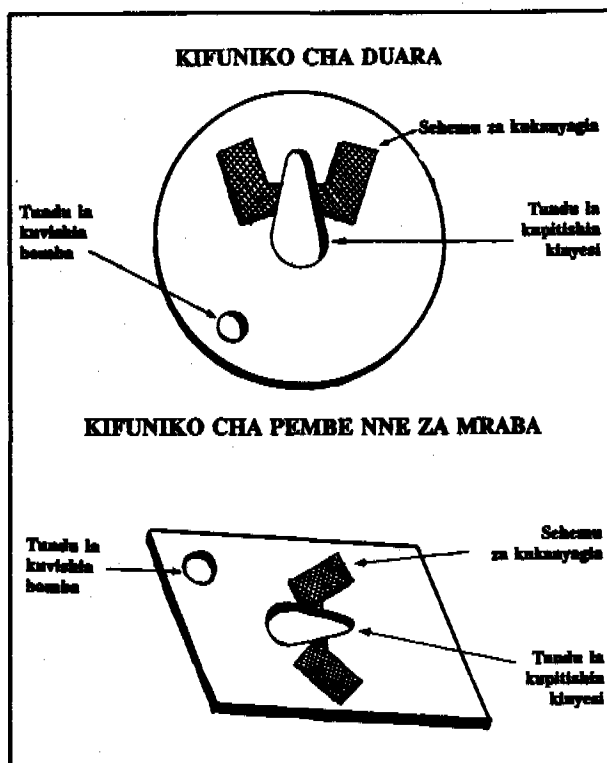 KIFUNIKO CHA DUARA
Sehemu za kukanyagia
Tundu la
kuvishia
bomba
Tundu la
kupitishia
kinyesi
KIFUNIKO CHA PEMBE NNE ZA MRABA
Tundu la
kuvishia
bomba
Sehemu
za kukanyagia
Tundu la
kupitishia
kinyesi